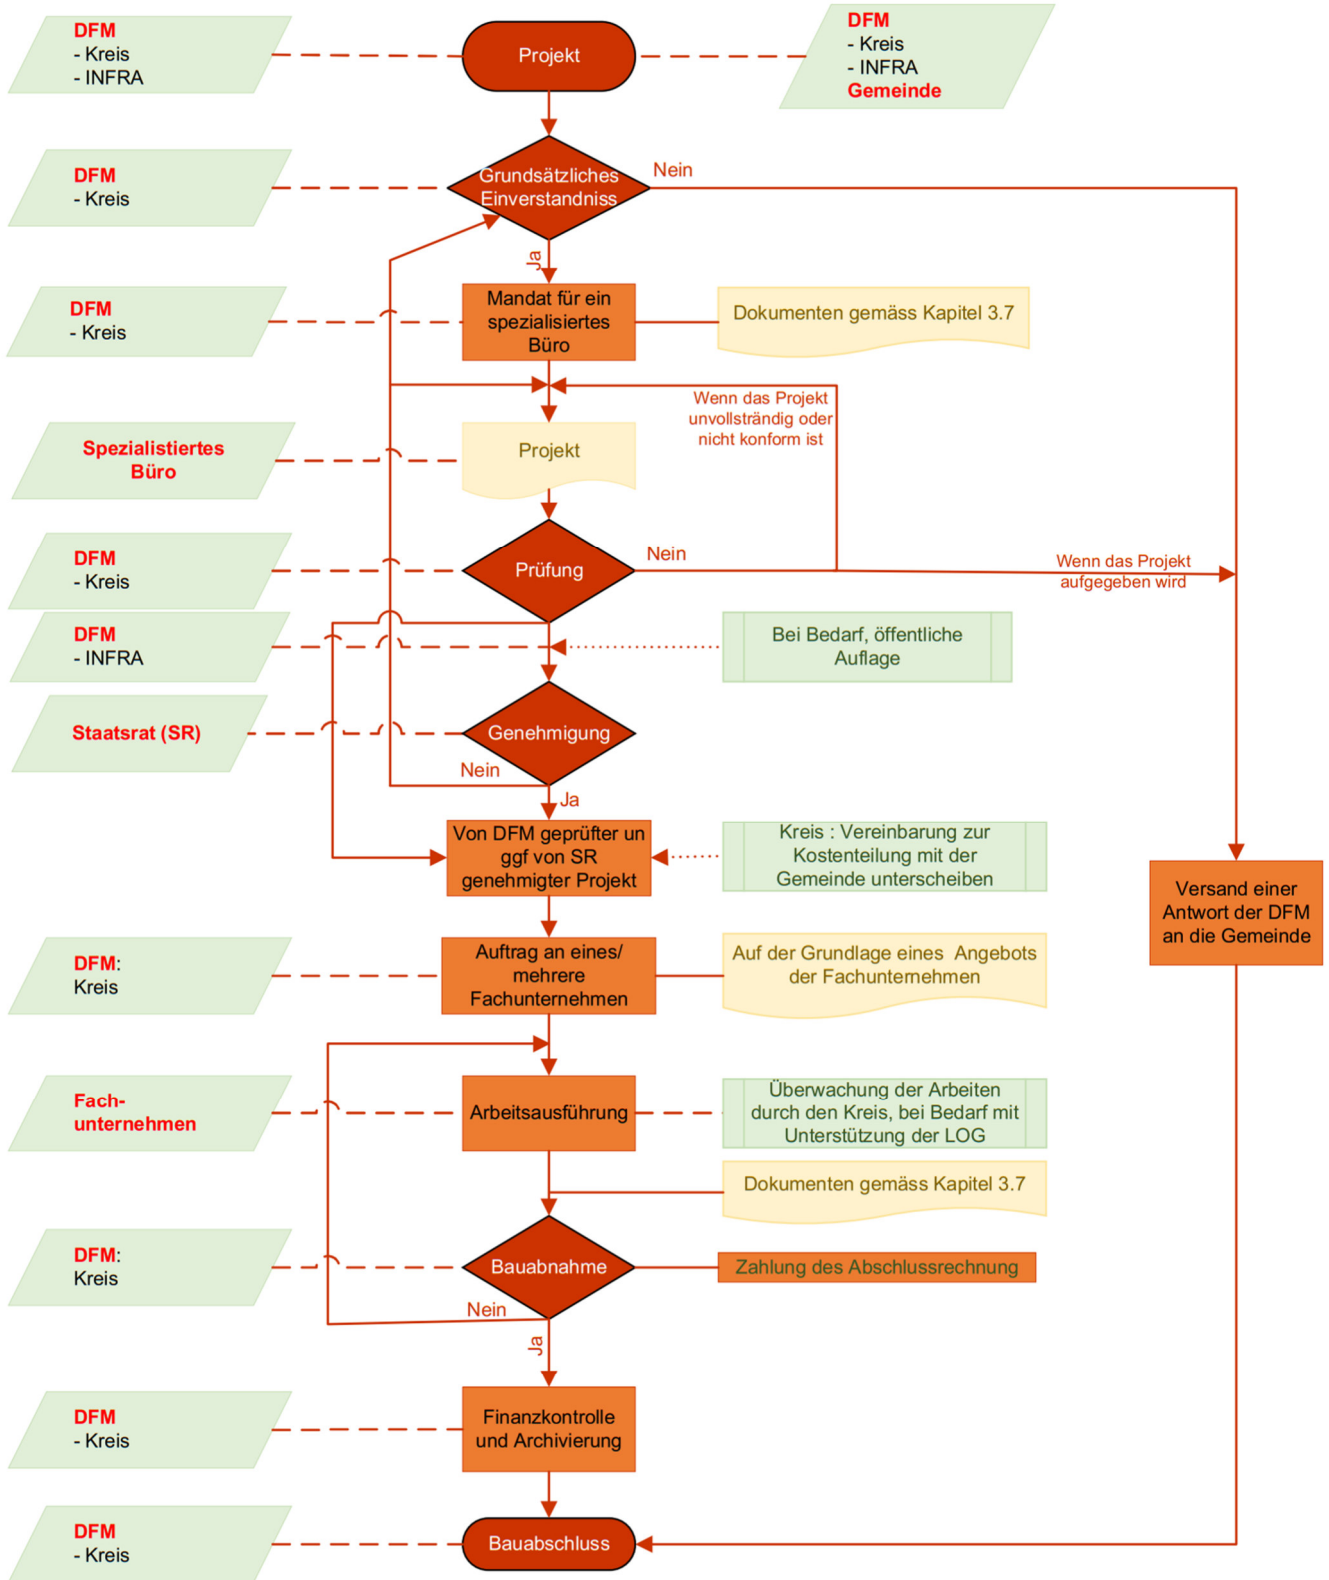 DFM
- Kreis
- INFRA
Projekt
DFM
- Kreis
- INFRA
Gemeinde
DFM
- Kreis
Grundsätzliches
Einverstandniss
Nein
Ja
DFM
- Kreis
Mandat für ein
spezialisiertes
Büro
Dokumenten gemäss Kapitel 3.7
Wenn das Projekt
unvollsträndig oder
nicht konform ist
Spezialistiertes
Büro
Projekt
DFM
- Kreis
Prüfung
Nein
Wenn das Projekt
aufgegeben wird
DFM
- INFRA
Bei Bedarf, öffentliche
Auflage
Staatsrat (SR)
Genehmigung
Nein
Ja
Von DFM geprüfter un
ggf von SR
genehmigter Projekt
Kreis : Vereinbarung zur
Kostenteilung mit der
Gemeinde unterscheiben
Versand einer
Antwort der DFM
an die Gemeinde
DFM:
Kreis
Auftrag an eines/
mehrere
Fachunternehmen
Auf der Grundlage eines Angebots
der Fachunternehmen
Fach-
unternehmen
Arbeitsausführung
Überwachung der Arbeiten
durch den Kreis, bei Bedarf mit
Unterstützung der LOG
Dokumenten gemäss Kapitel 3.7
DFM:
Kreis
Bauabnahme
Zahlung des Abschlussrechnung
Nein
Ja
DFM
- Kreis
Finanzkontrolle
und Archivierung
DFM
- Kreis
Bauabschluss